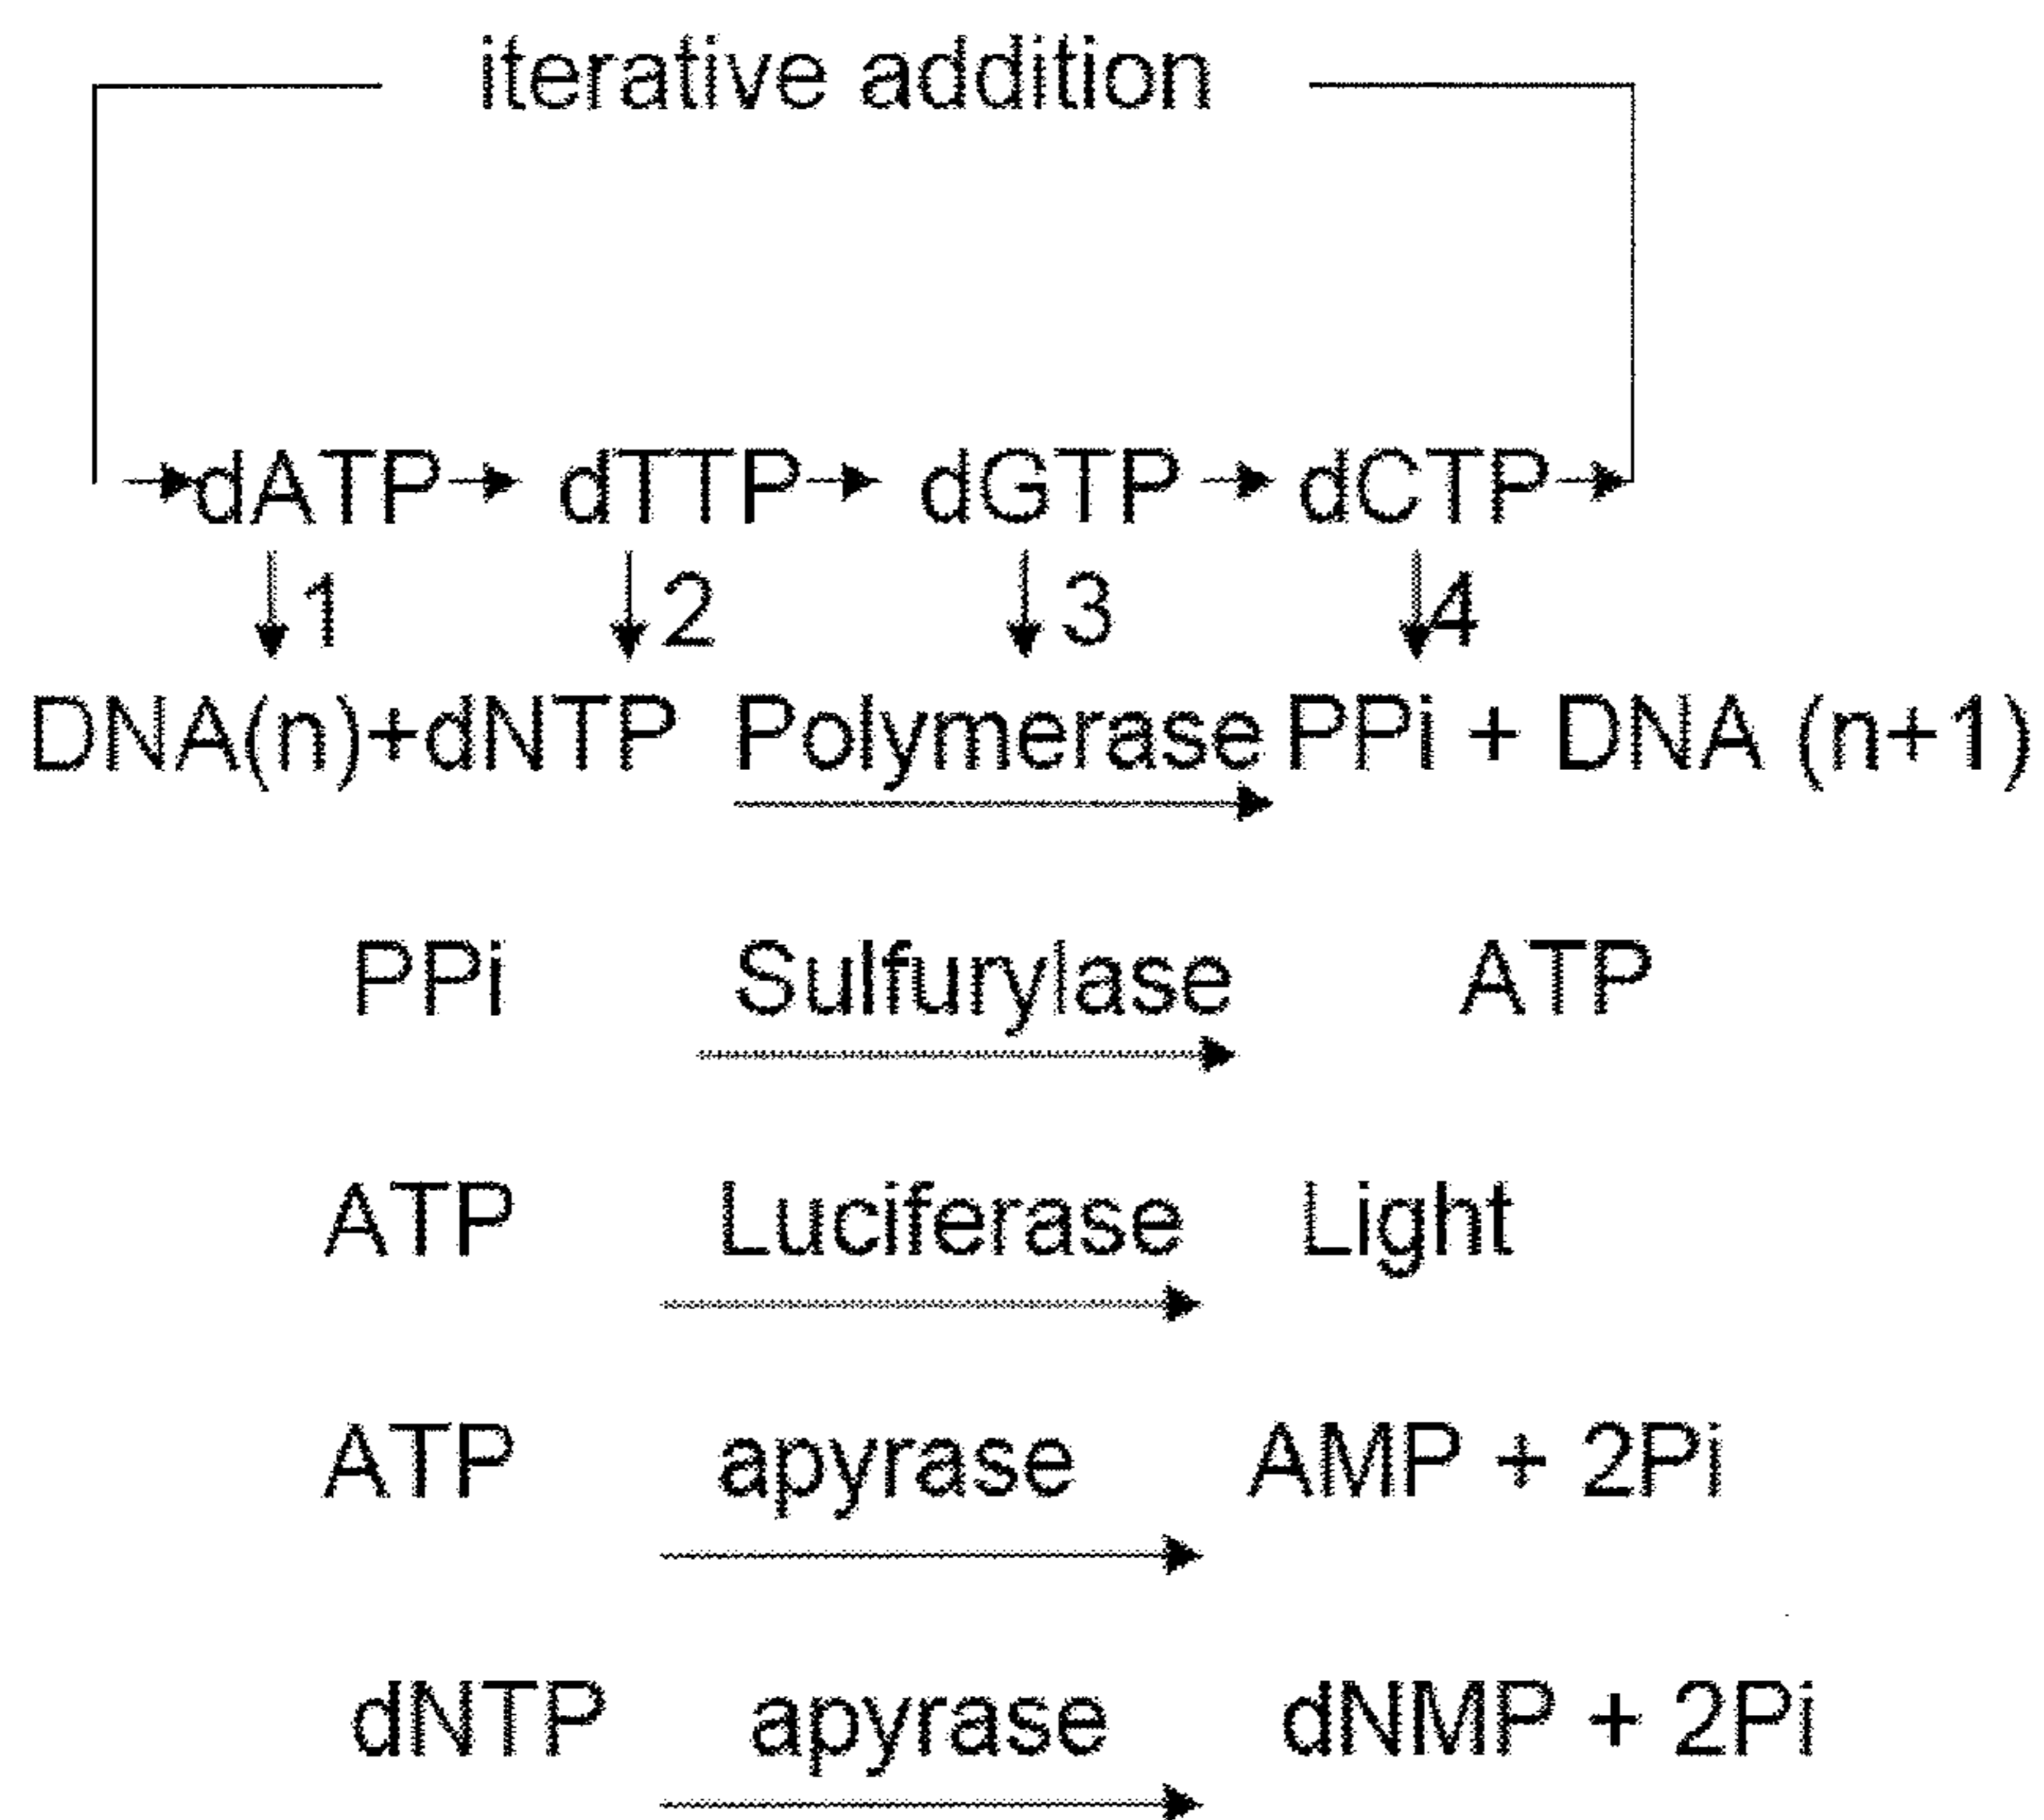 iterative addition
dATP dTTP dGTP dCTP
1 2 3 4
DNA(n)+dNTP Polymerase PPi + DNA (n+1)
PPi Sulfurylase ATP
ATP Luciferase Light
ATP apyrase AMP + 2Pi
dNTP apyrase dNMP + 2Pi